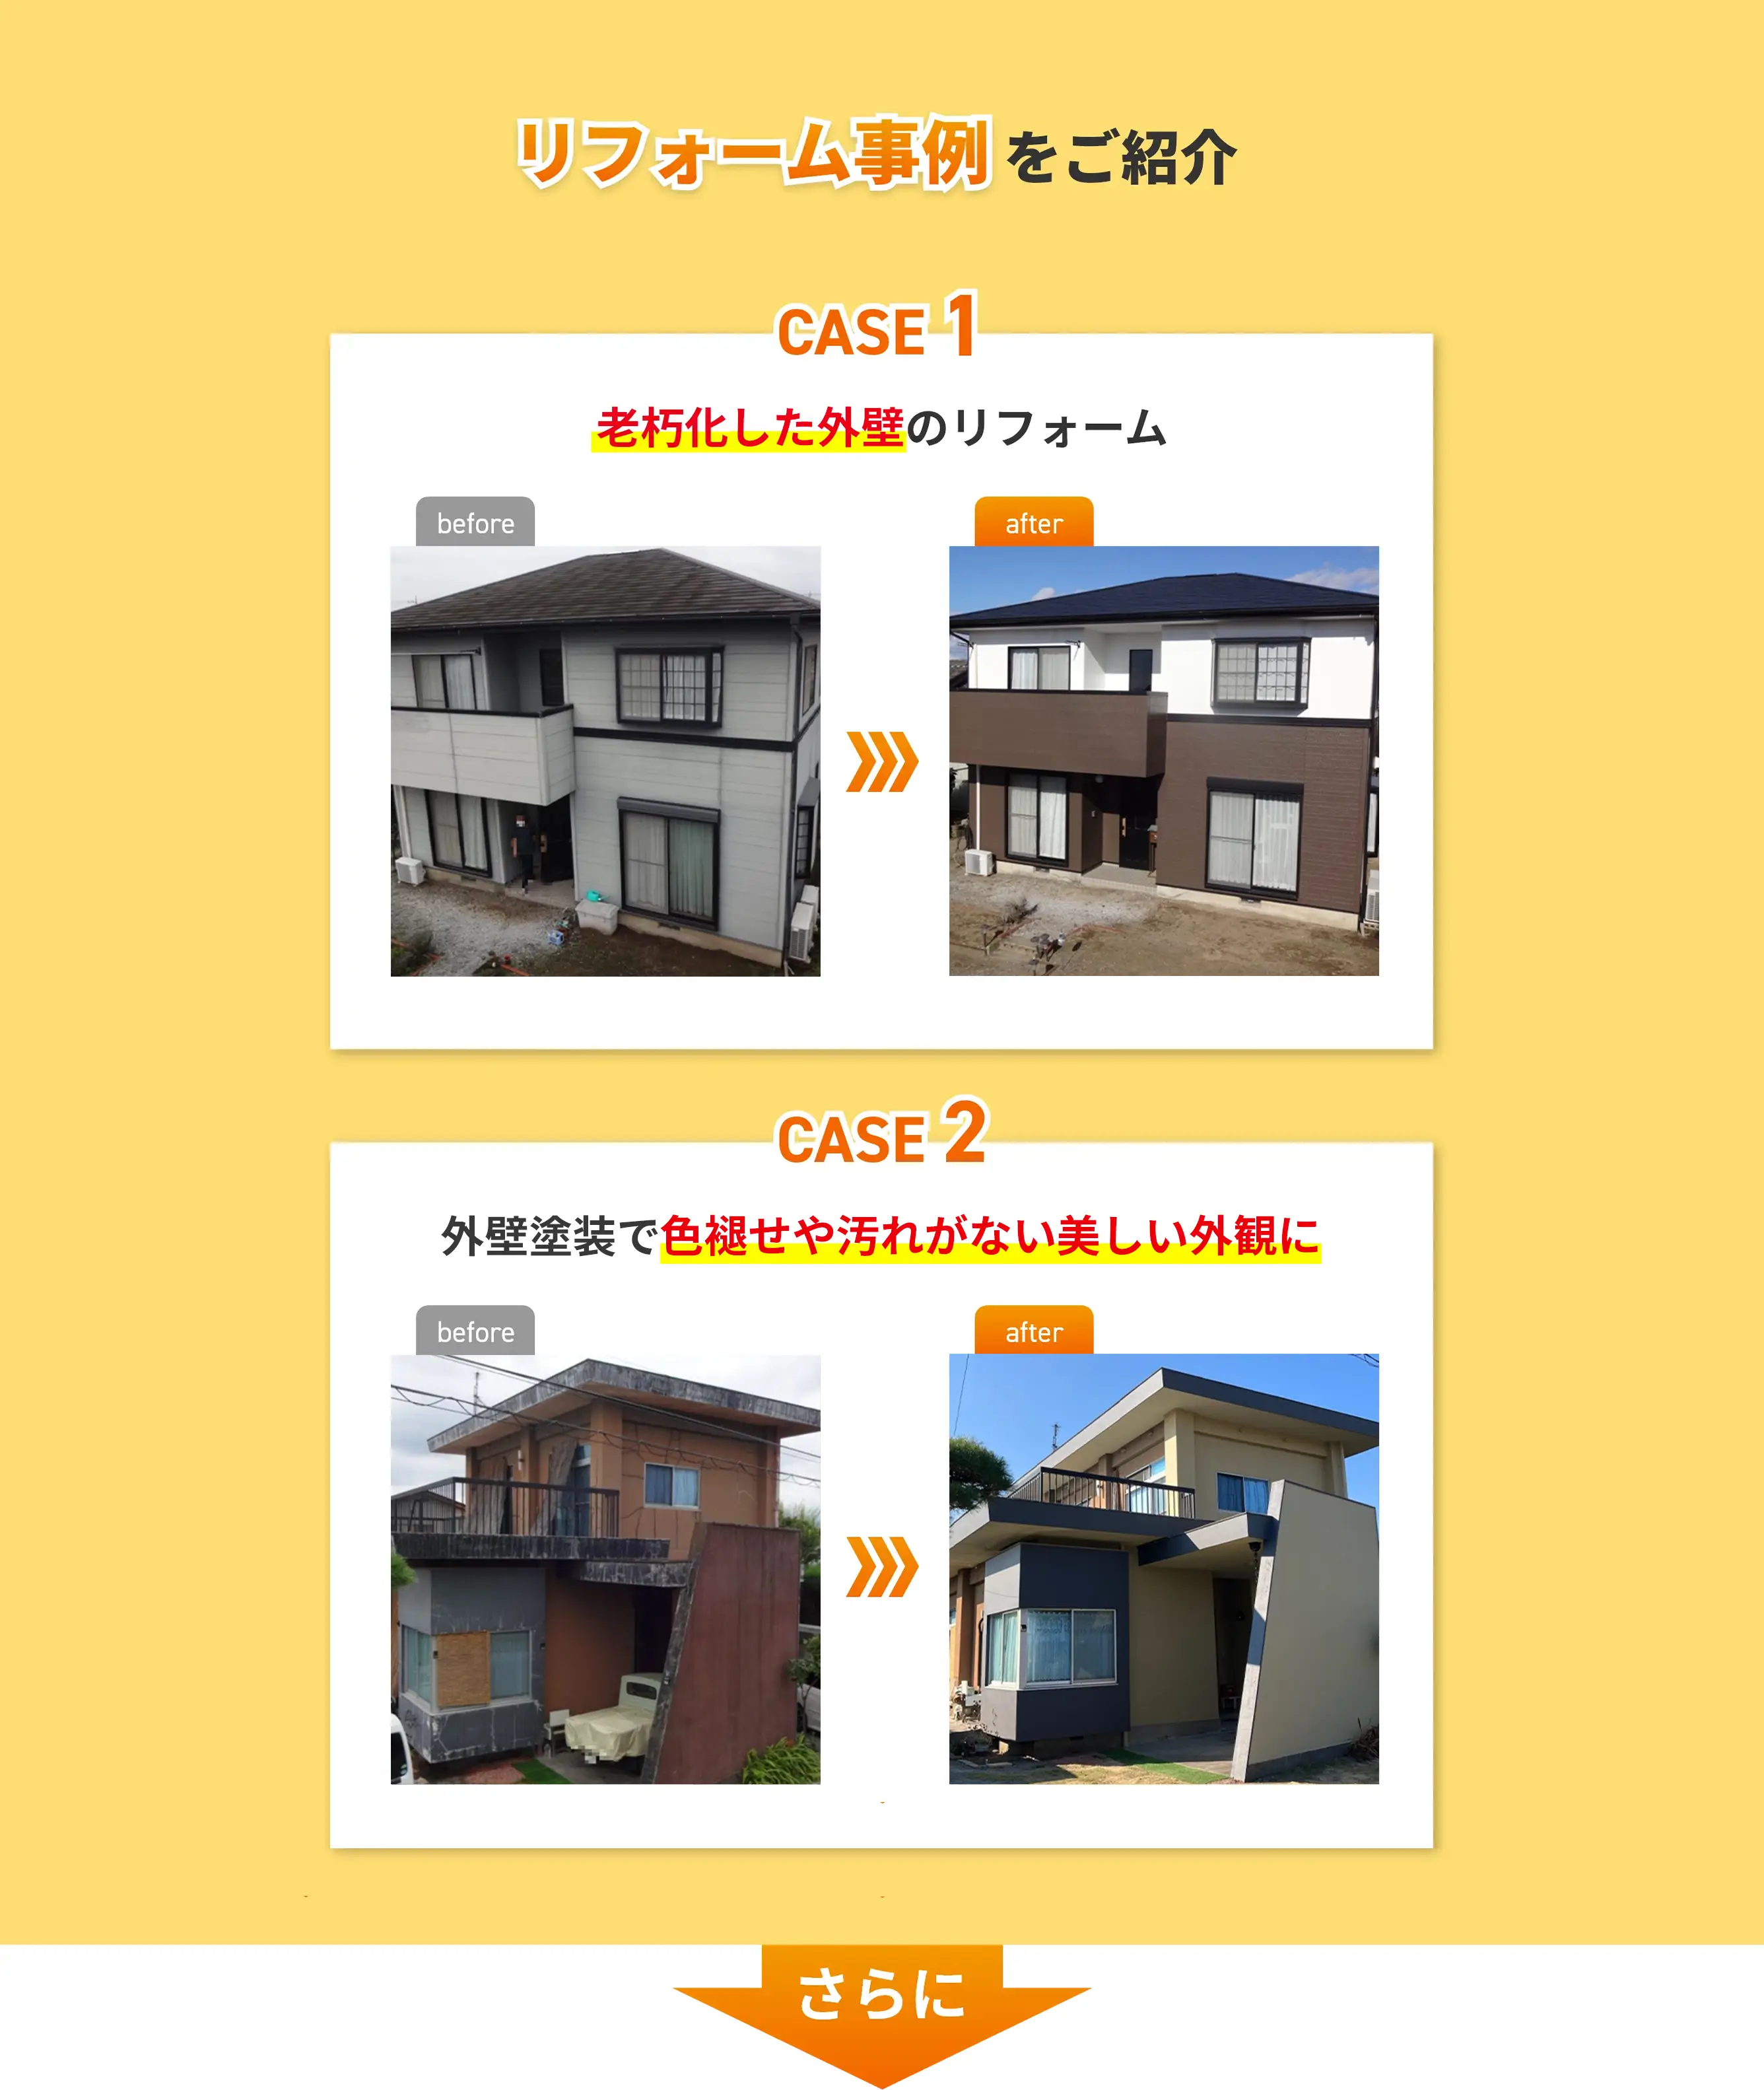 リフォーム事例をご紹介
CASE 1
老朽化した外壁のリフォーム
before
after
CASE 2
外壁塗装で色褪せや汚れがない美しい外観に
before
after
さらに